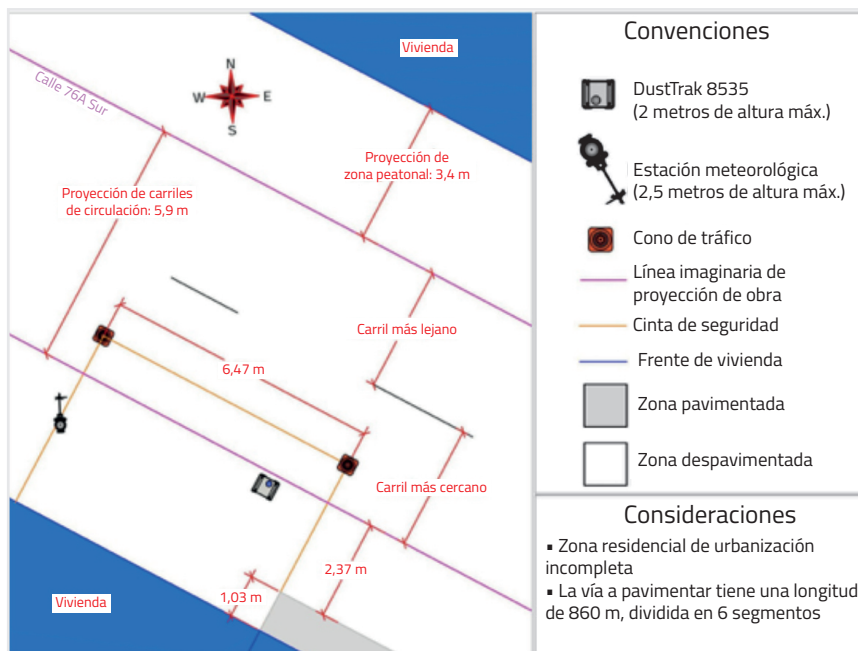 Vivienda
Calle 76A Sur
N
W
E
S
Proyección de
zona peatonal: 3,4 m
Proyección de carriles
de circulación: 5,9 m
Carril más lejano
6,47 m
Carril más cercano
2,37 m
1,03 m
Vivienda
Convenciones
DustTrak 8535
(2 metros de altura máx.)
Estación meteorológica
(2,5 metros de altura máx.)
Cono de tráfico
Línea imaginaria de
proyección de obra
Cinta de seguridad
Frente de vivienda
Zona pavimentada
Zona despavimentada
Consideraciones
▪ Zona residencial de urbanización
incompleta
▪ La vía a pavimentar tiene una longitud
de 860 m, dividida en 6 segmentos